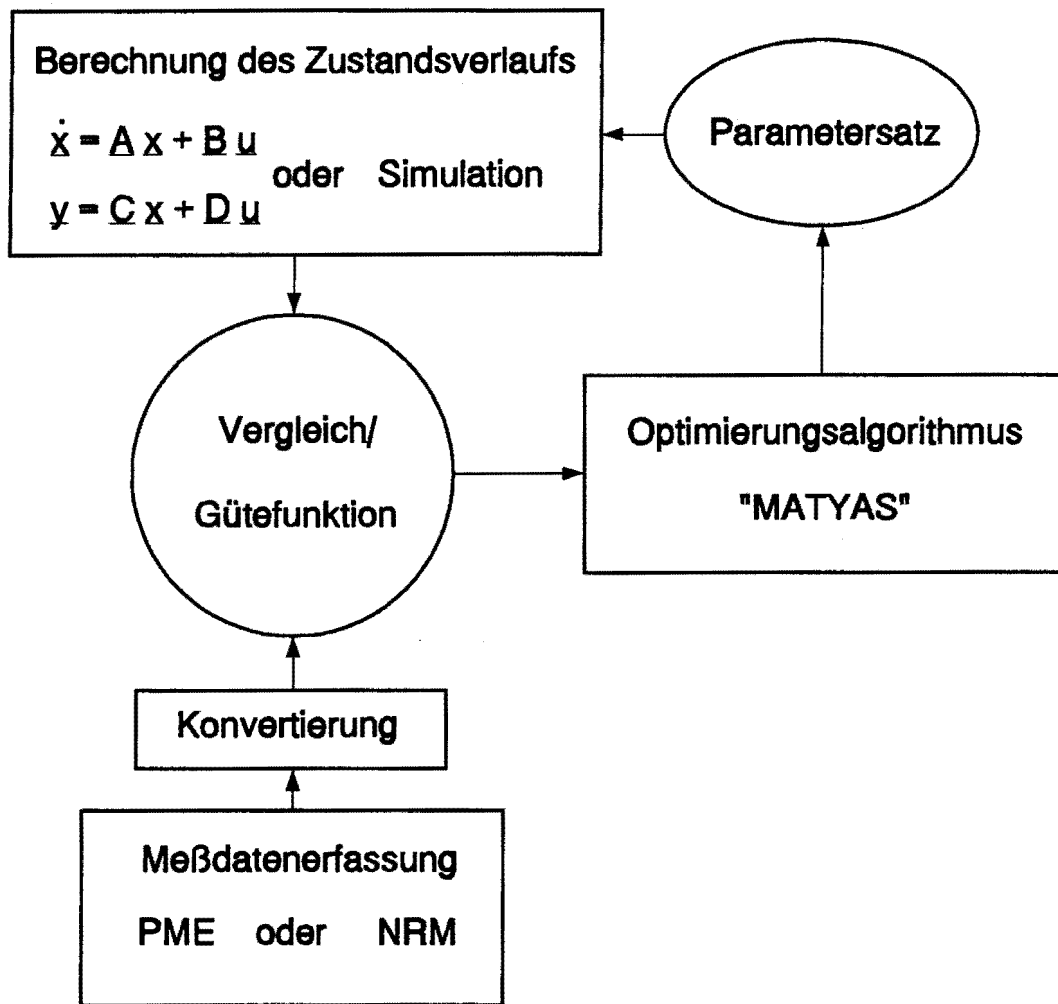 Berechnung des Zustandsverlaufs
ẋ = A x + B u
oder Simulation
y = C x + D u
Parametersatz
Vergleich/
Gütefunktion
Optimierungsalgorithmus
"MATYAS"
Konvertierung
Meßdatenerfassung
PME oder NRM